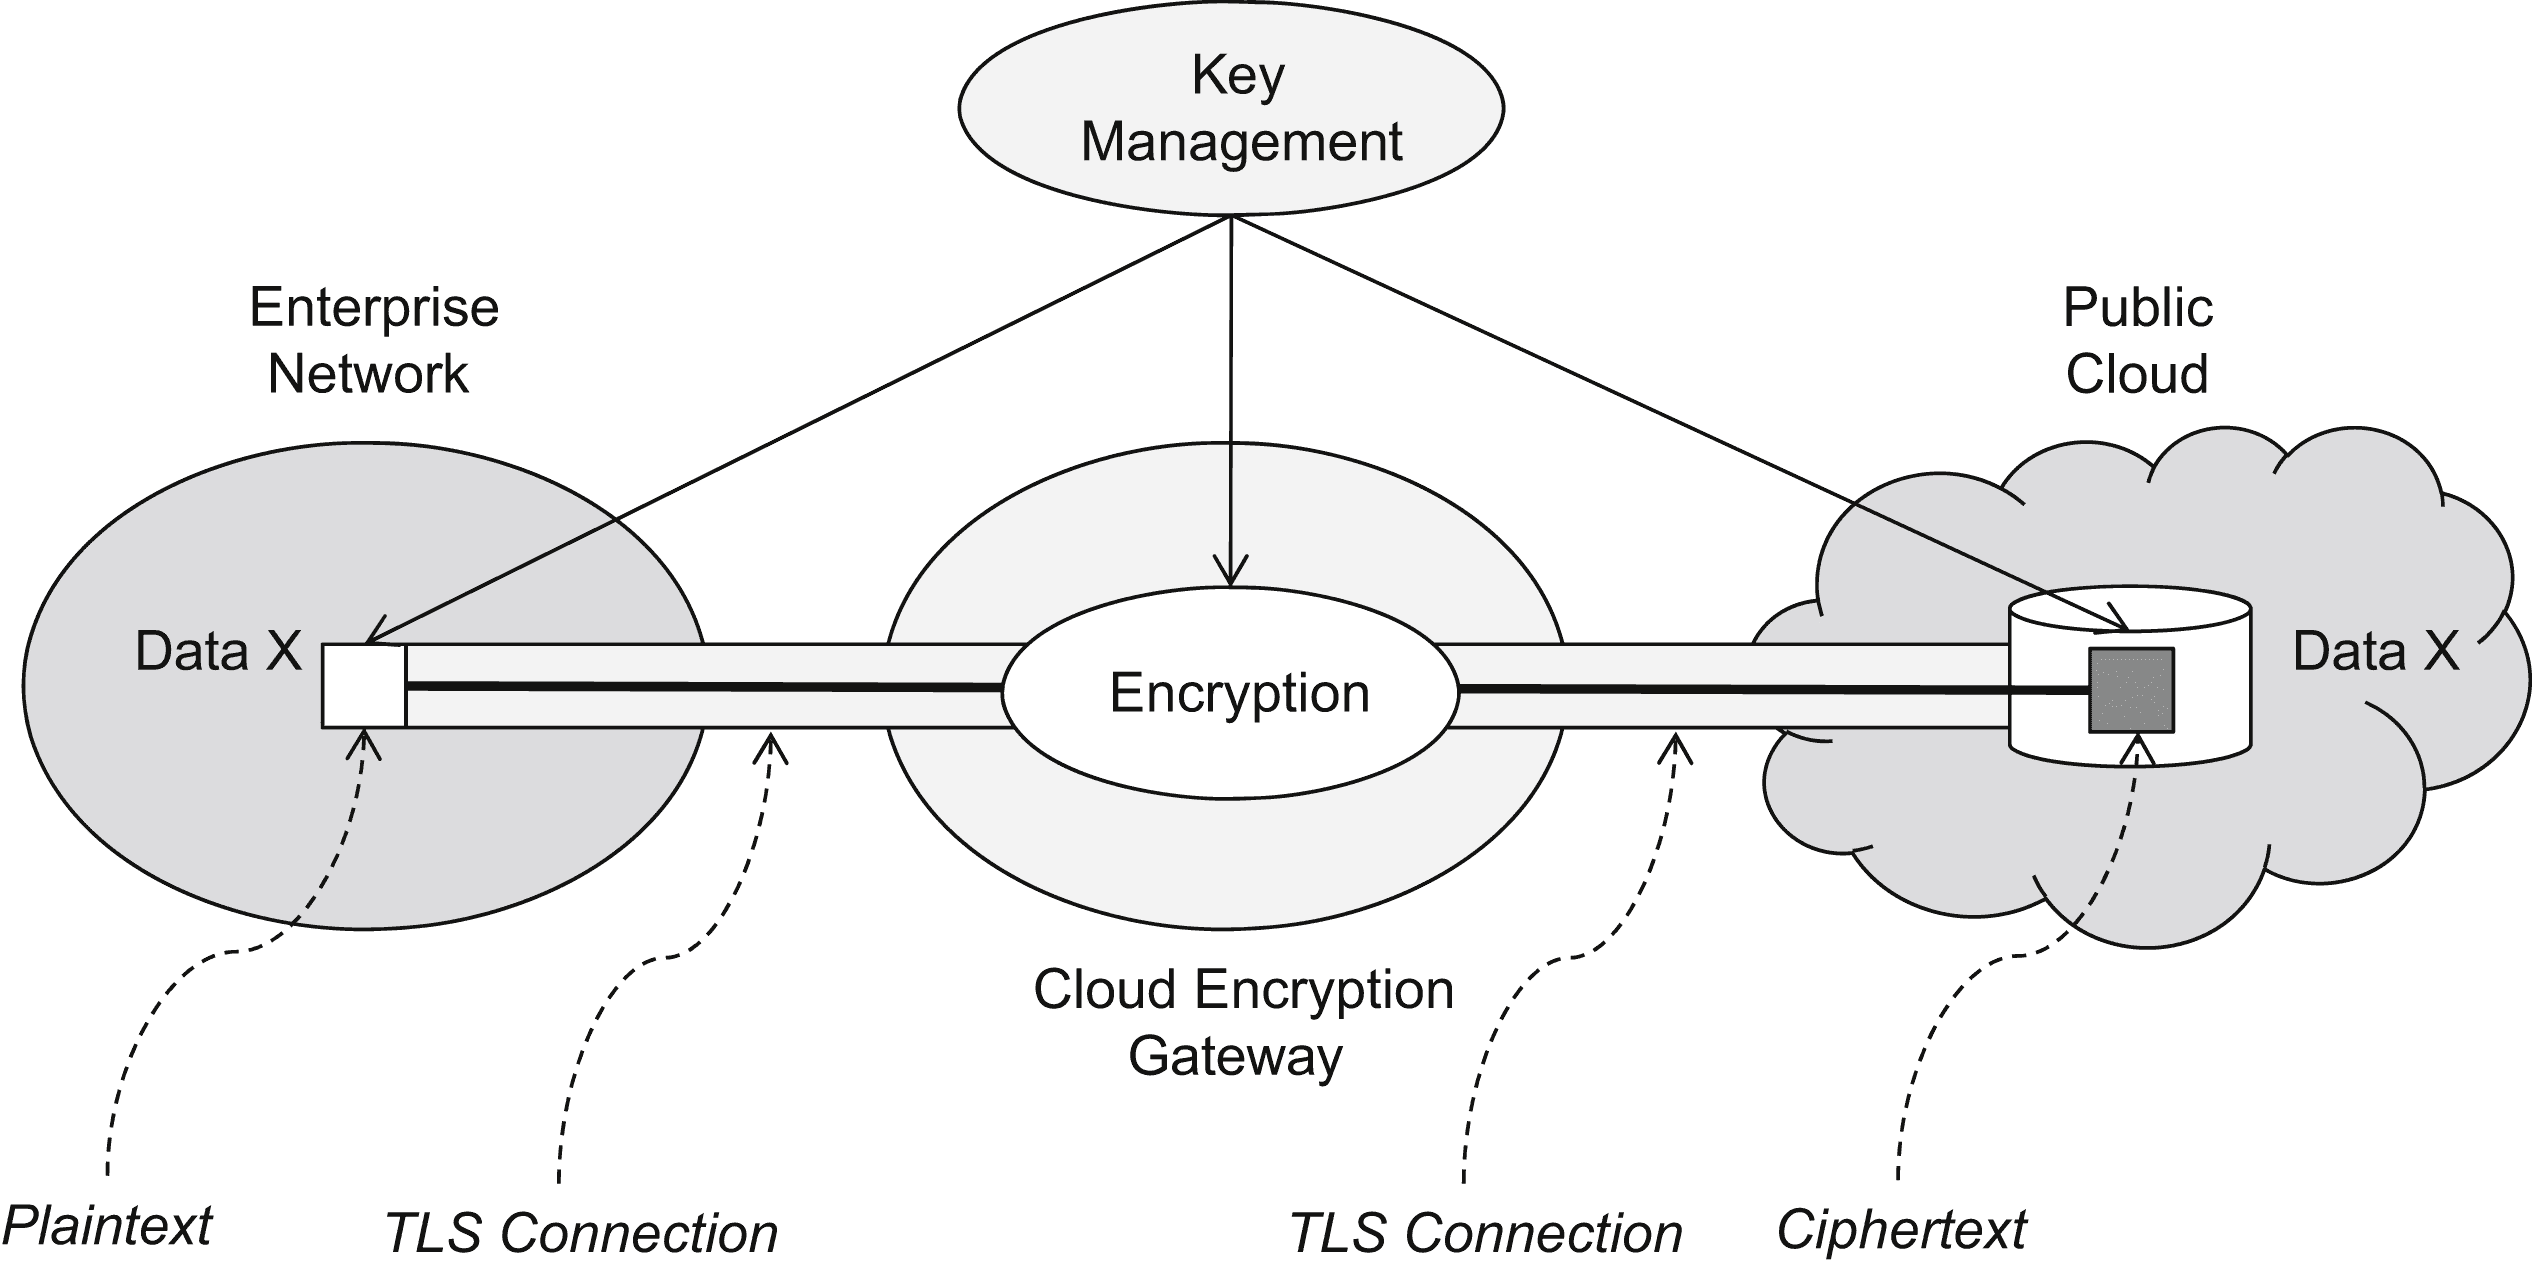 Key
Management
Enterprise
Network
Public
Cloud
Data X
Encryption
Data X
Cloud Encryption
Gateway
Plaintext
TLS Connection
TLS Connection
Ciphertext